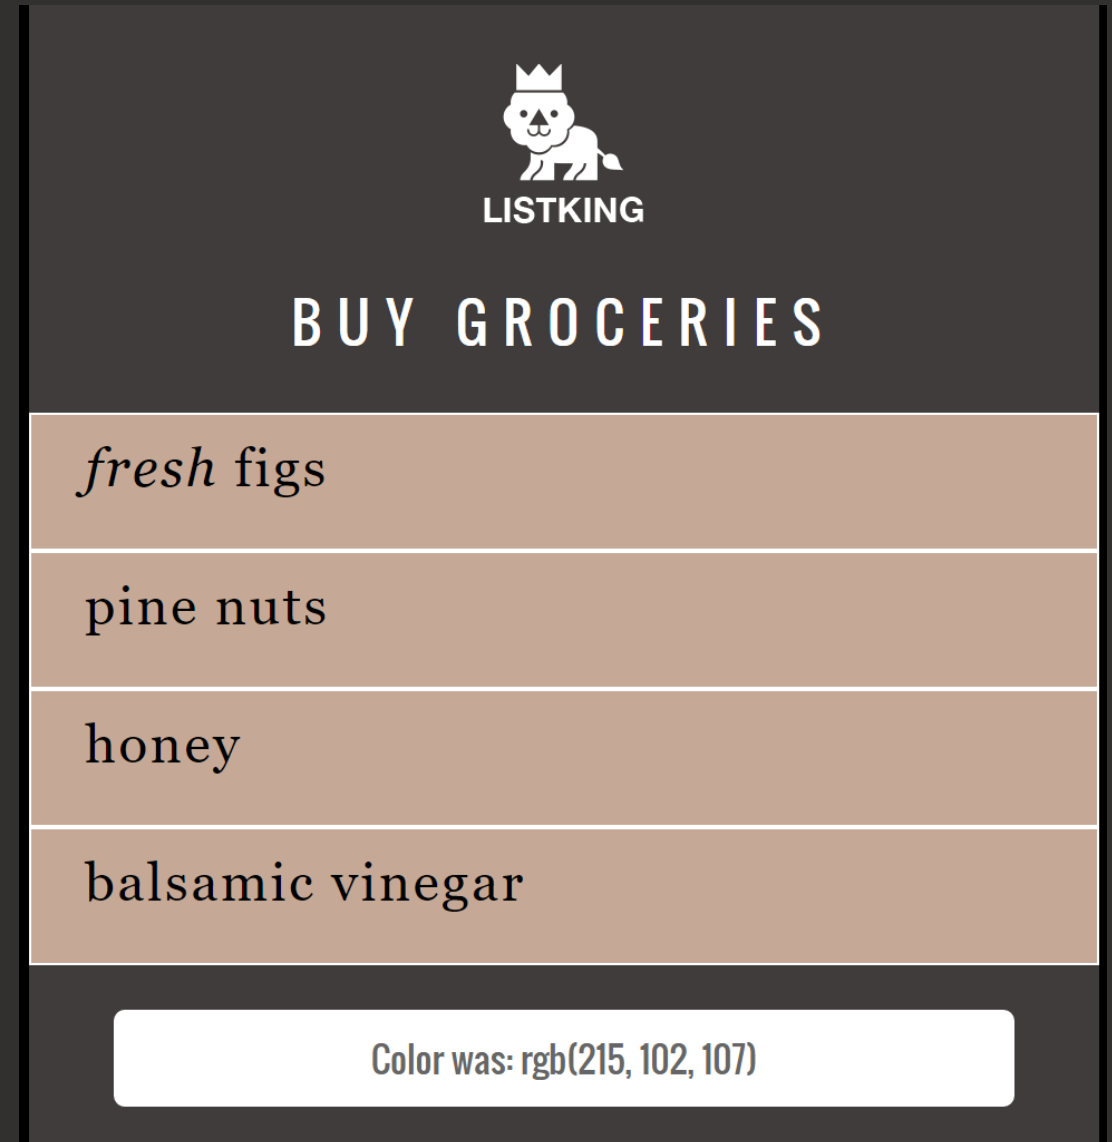 LISTKING
BUY GROCERIES
fresh figs
pine nuts
honey
balsamic vinegar
Color was: rgb(215, 102, 107)